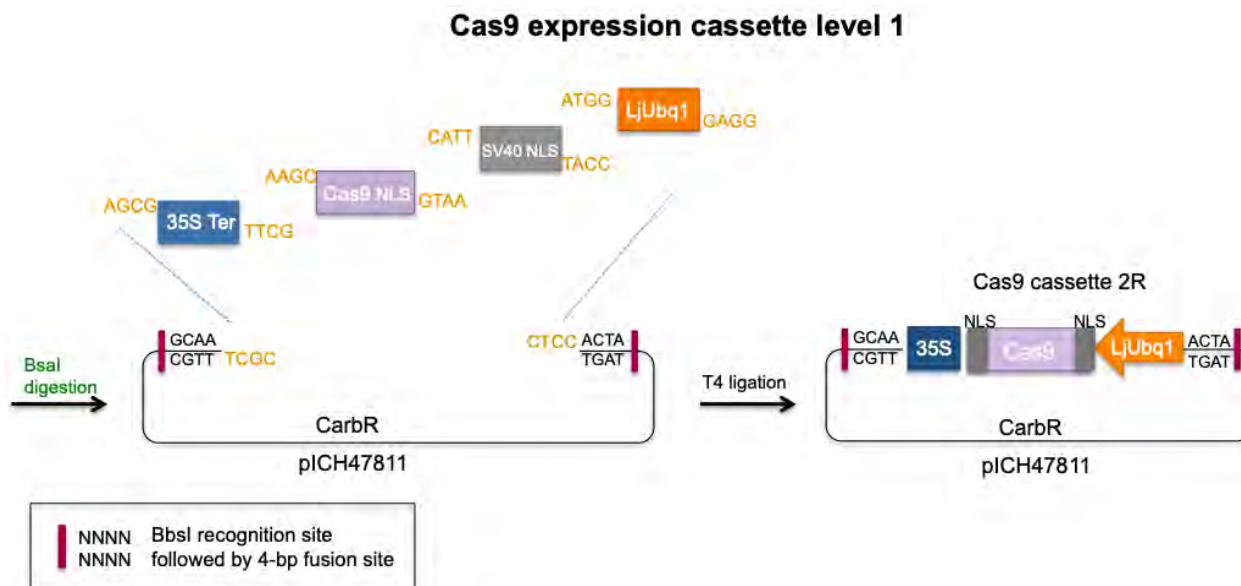 Cas9 expression cassette level 1
ATGG
LjUbq1
GAGG
CATT
SV40 NLS
TACC
AAGC
Cas9 NLS
GTAA
AGCG
35S Ter
TTCG
BsaI
digestion
GCAA
CGTT
TCGC
CTCC
ACTA
TGAT
CarbR
pICH47811
T4 ligation
Cas9 cassette 2R
NLS
NLS
GCAA
CGTT
35S
Cas9
LjUbq1
ACTA
TGAT
CarbR
pICH47811
NNNN BbsI recognition site
NNNN followed by 4-bp fusion site